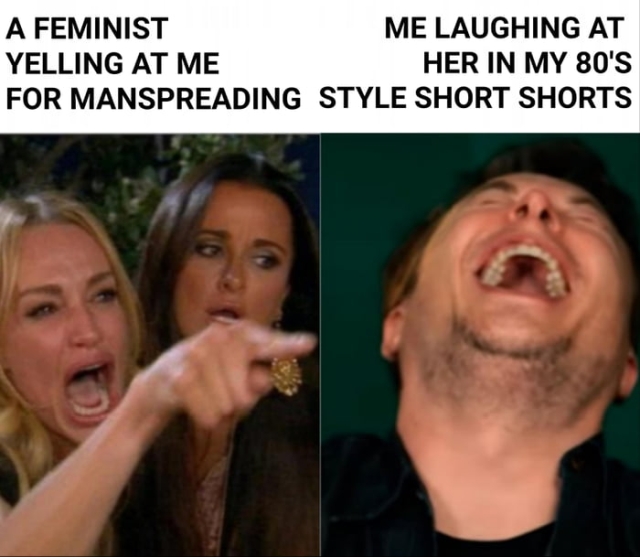 A FEMINIST
YELLING AT ME
FOR MANSPREADING
ME LAUGHING AT
HER IN MY 80'S
STYLE SHORT SHORTS